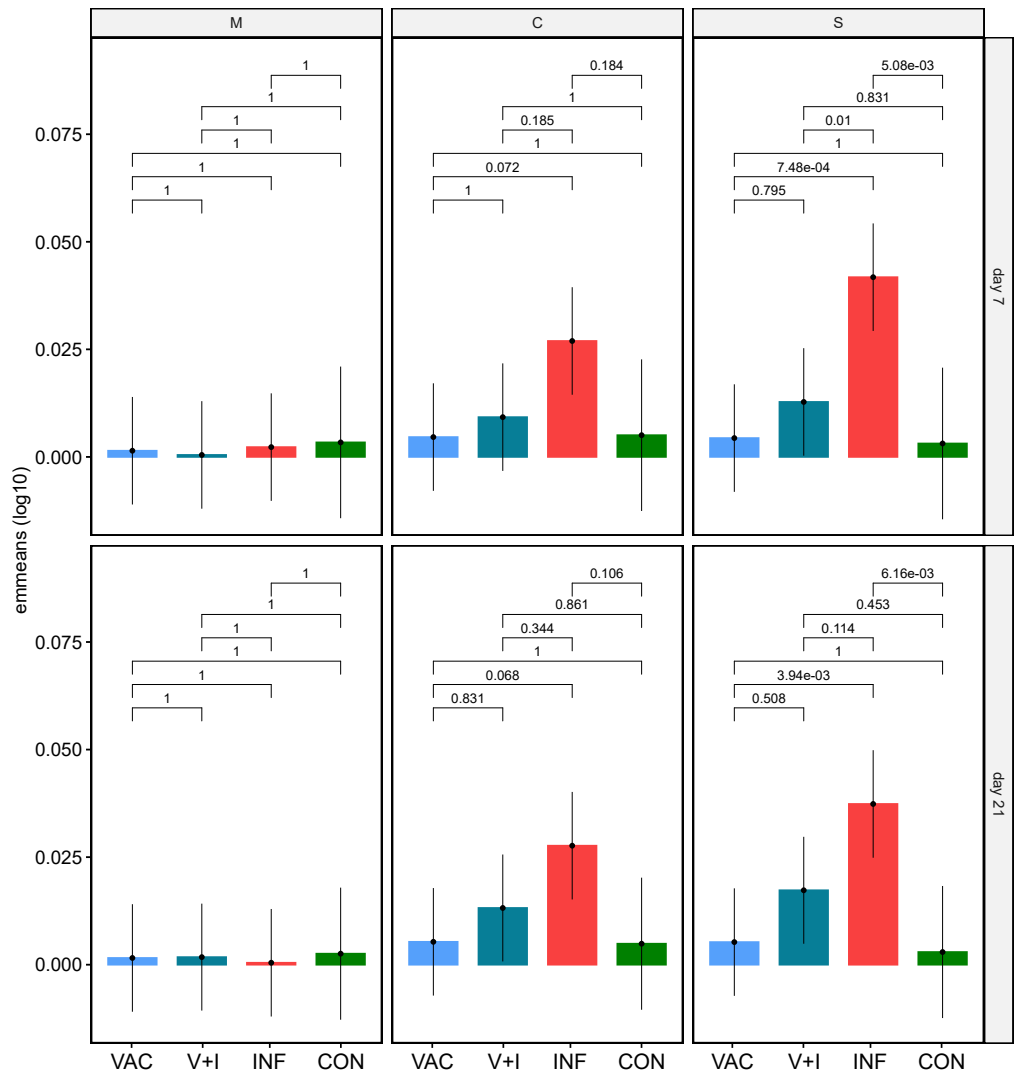 M C S
1 0.184 5.08e-03
1 1 0.831
1 0.185 0.01
0.075
1 1 1
1 0.072 7.48e-04
1 1 0.795
0.050
0.025
0.000
day 7
emmeans (log10)
1 0.106 6.16e-03
1 0.861 0.453
1 0.344 0.114
0.075
1 1 1
1 0.068 3.94e-03
1 0.831 0.508
0.050
0.025
0.000
day 21
VAC V+I INF CON VAC V+I INF CON VAC V+I INF CON